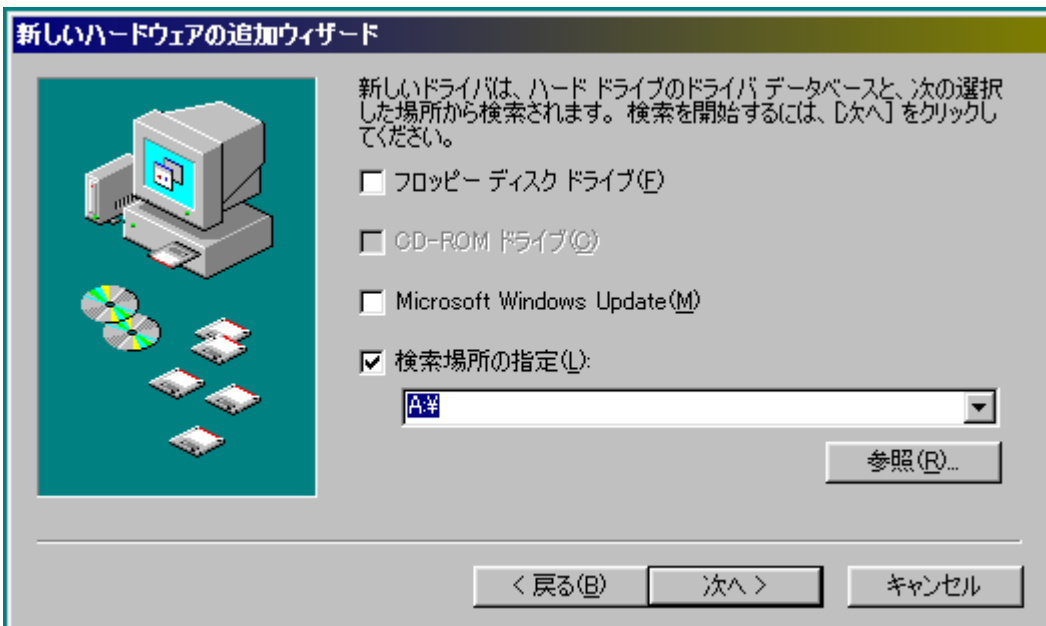 新しいハードウェアの追加ウィザード
新しいドライバは、ハード ドライブのドライバ データベースと、次の選択
した場所から検索されます。検索を開始するには、[次へ] をクリックし
てください。
フロッピー ディスク ドライブ(F)
CD-ROM ドライブ(C)
Microsoft Windows Update(M)
検索場所の指定(L):
A:¥
参照(R)...
< 戻る(B)
次へ >
キャンセル